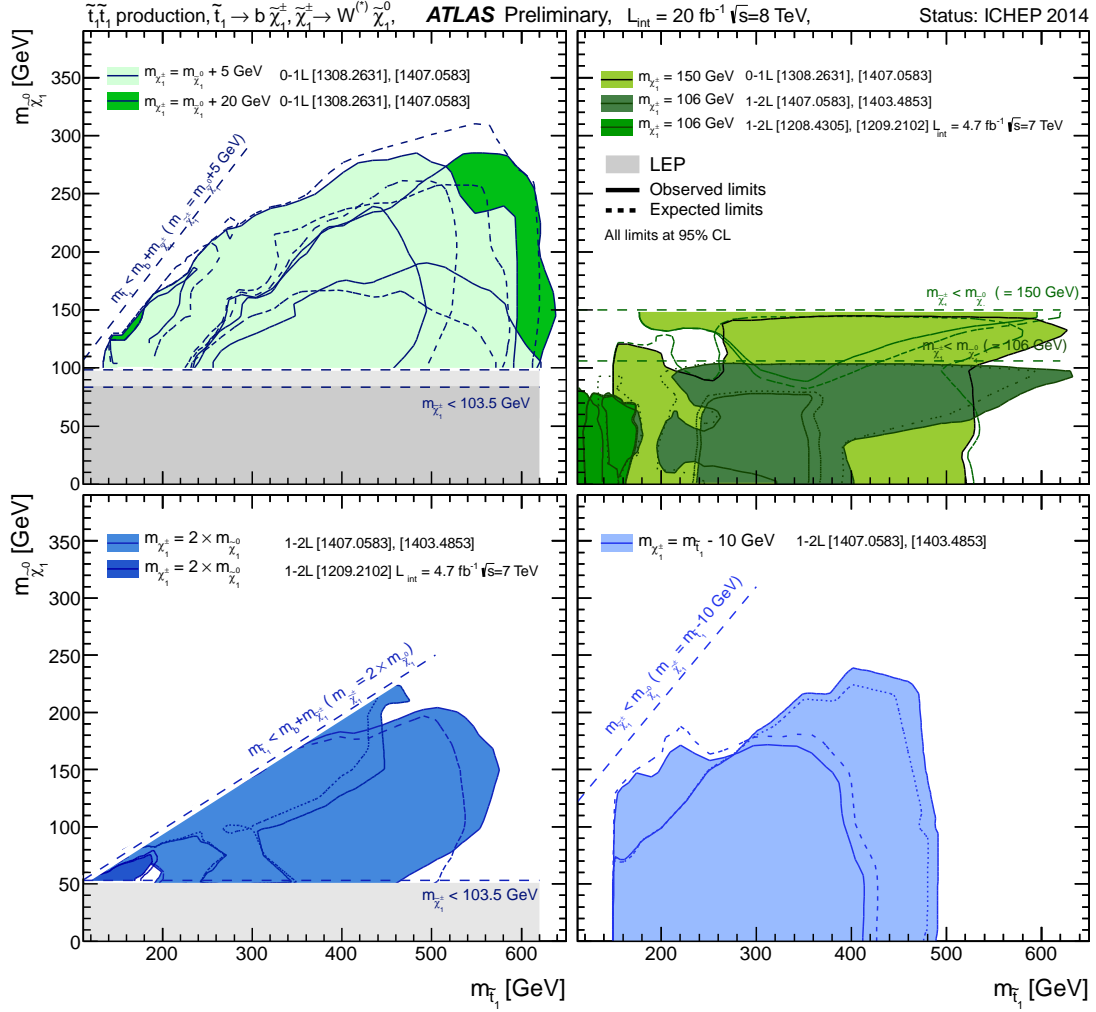 t̃₁t̃₁ production, t̃₁ → b χ̃₁±, χ̃₁± → W(*) χ̃₁⁰, ATLAS Preliminary, L_int = 20 fb⁻¹ √s=8 TeV, Status: ICHEP 2014
m_χ̃₁⁰ [GeV]
350
300
250
200
150
100
50
0
m_χ̃₁± = m_χ̃₁⁰ + 5 GeV 0-1L [1308.2631], [1407.0583]
m_χ̃₁± = m_χ̃₁⁰ + 20 GeV 0-1L [1308.2631], [1407.0583]
m_t̃₁ < m_b+m_χ̃₁± ( m_χ̃₁± = m_χ̃₁⁰+5 GeV)
m_χ̃₁± < 103.5 GeV
m_χ̃₁± = 150 GeV 0-1L [1308.2631], [1407.0583]
m_χ̃₁± = 106 GeV 1-2L [1407.0583], [1403.4853]
m_χ̃₁± = 106 GeV 1-2L [1208.4305], [1209.2102] L_int = 4.7 fb⁻¹ √s=7 TeV
LEP
Observed limits
Expected limits
All limits at 95% CL
m_χ̃₁± < m_χ̃₁⁰ ( = 150 GeV)
m_χ̃₁± < m_χ̃₁⁰ ( = 106 GeV)
m_χ̃₁⁰ [GeV]
350
300
250
200
150
100
50
0
m_χ̃₁± = 2 × m_χ̃₁⁰ 1-2L [1407.0583], [1403.4853]
m_χ̃₁± = 2 × m_χ̃₁⁰ 1-2L [1209.2102] L_int = 4.7 fb⁻¹ √s=7 TeV
m_t̃₁ < m_b+m_χ̃₁± ( m_χ̃₁± = 2 × m_χ̃₁⁰)
m_χ̃₁± < 103.5 GeV
200 300 400 500 600
m_t̃₁ [GeV]
m_χ̃₁± = m_t̃₁ - 10 GeV 1-2L [1407.0583], [1403.4853]
m_χ̃₁± < m_χ̃₁⁰ ( m_χ̃₁± = m_t̃₁-10 GeV)
200 300 400 500 600
m_t̃₁ [GeV]